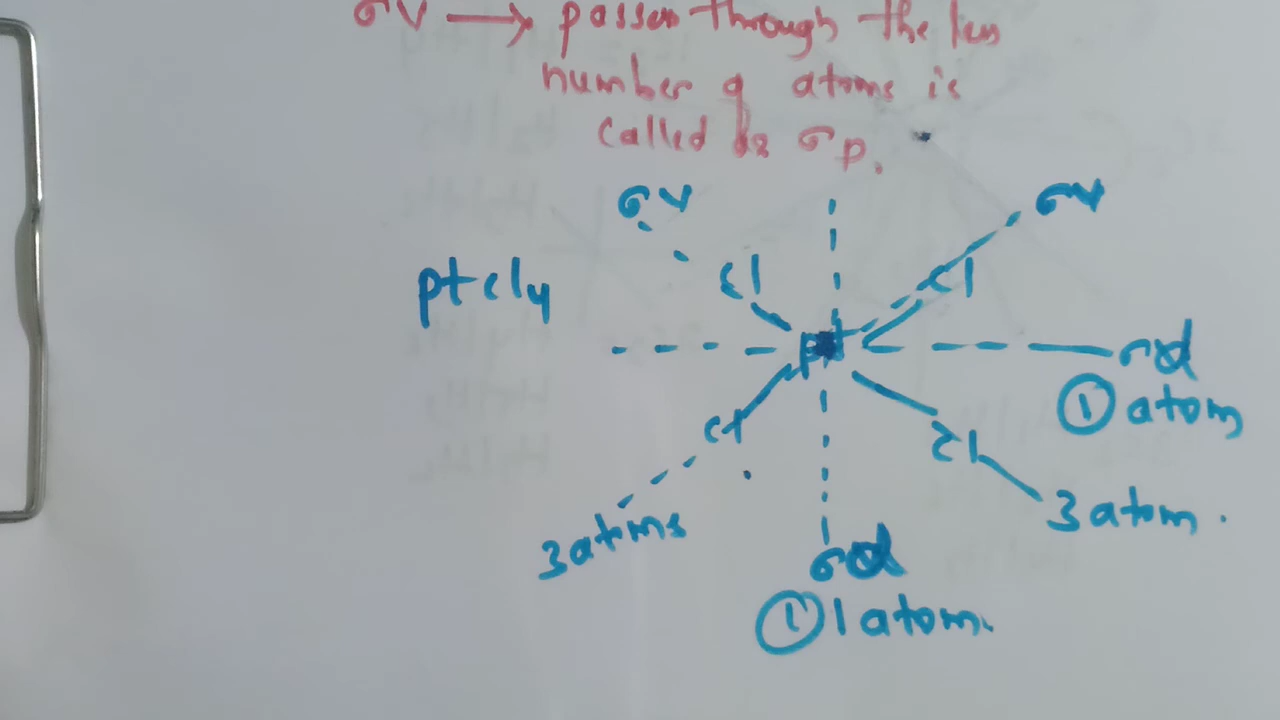 σv → passes through the less
number of atoms is
called as σp.
σv
σv
ptcl4
cl
cl
pt
σd
① atom
cl
cl
3 atom.
3 atoms
σd
① 1 atom.